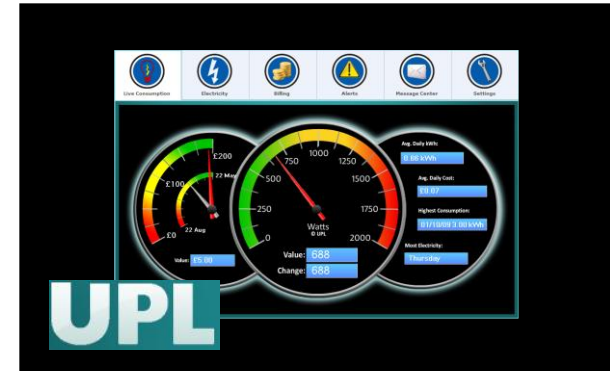 Live Consumption
Electricity
Billing
Alerts
Message Center
Settings
£200
£100
£0
22 May
22 Aug
Value: £5.00
0
250
500
750
1000
1250
1500
1750
2000
Watts
© UPL
Value: 688
Change: 688
Avg. Daily kWh:
0.66 kWh
Avg. Daily Cost:
£0.07
Highest Consumption:
Most Electricity:
Thursday
UPL